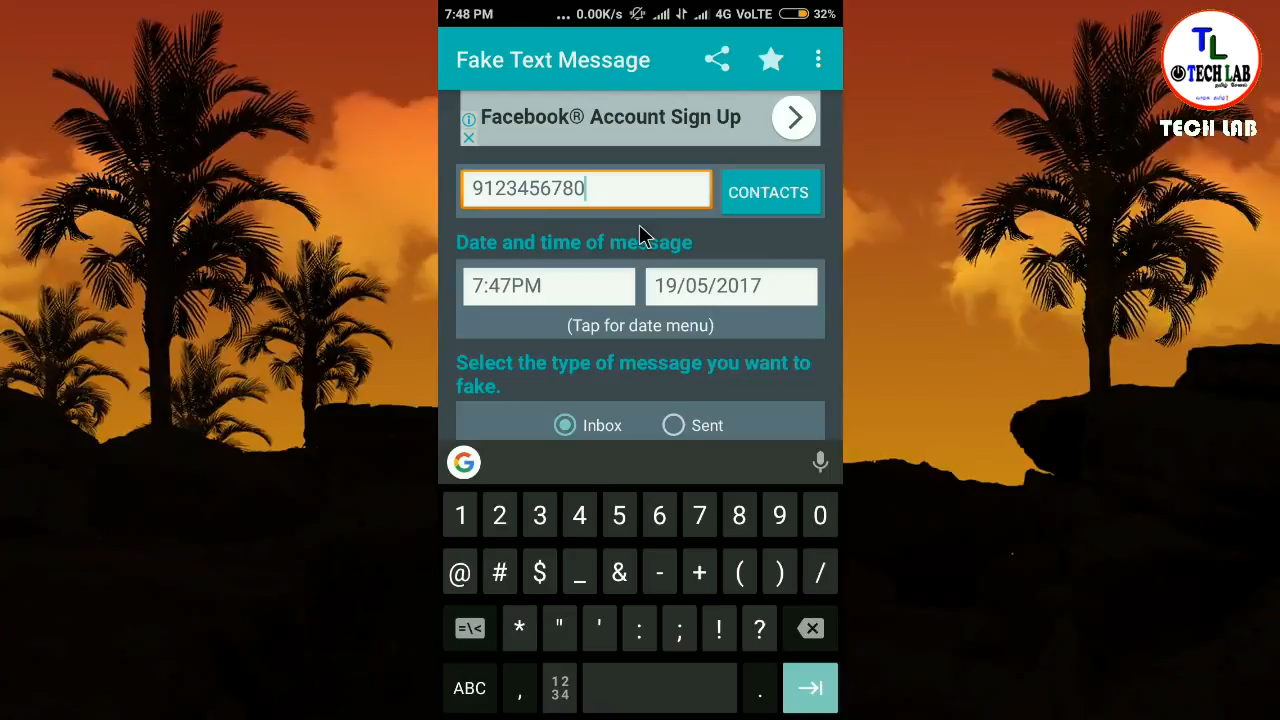 7:48 PM ... 0.00K/s 4G VoLTE 32%
TL
TECH LAB
TECH LAB
Fake Text Message
Facebook® Account Sign Up
9123456780 CONTACTS
Date and time of message
7:47PM 19/05/2017
(Tap for date menu)
Select the type of message you want to
fake.
Inbox Sent
G
1 2 3 4 5 6 7 8 9 0
@ # $ _ & - + ( ) /
=\< * " ' : ; ! ?
ABC , 12 .
34